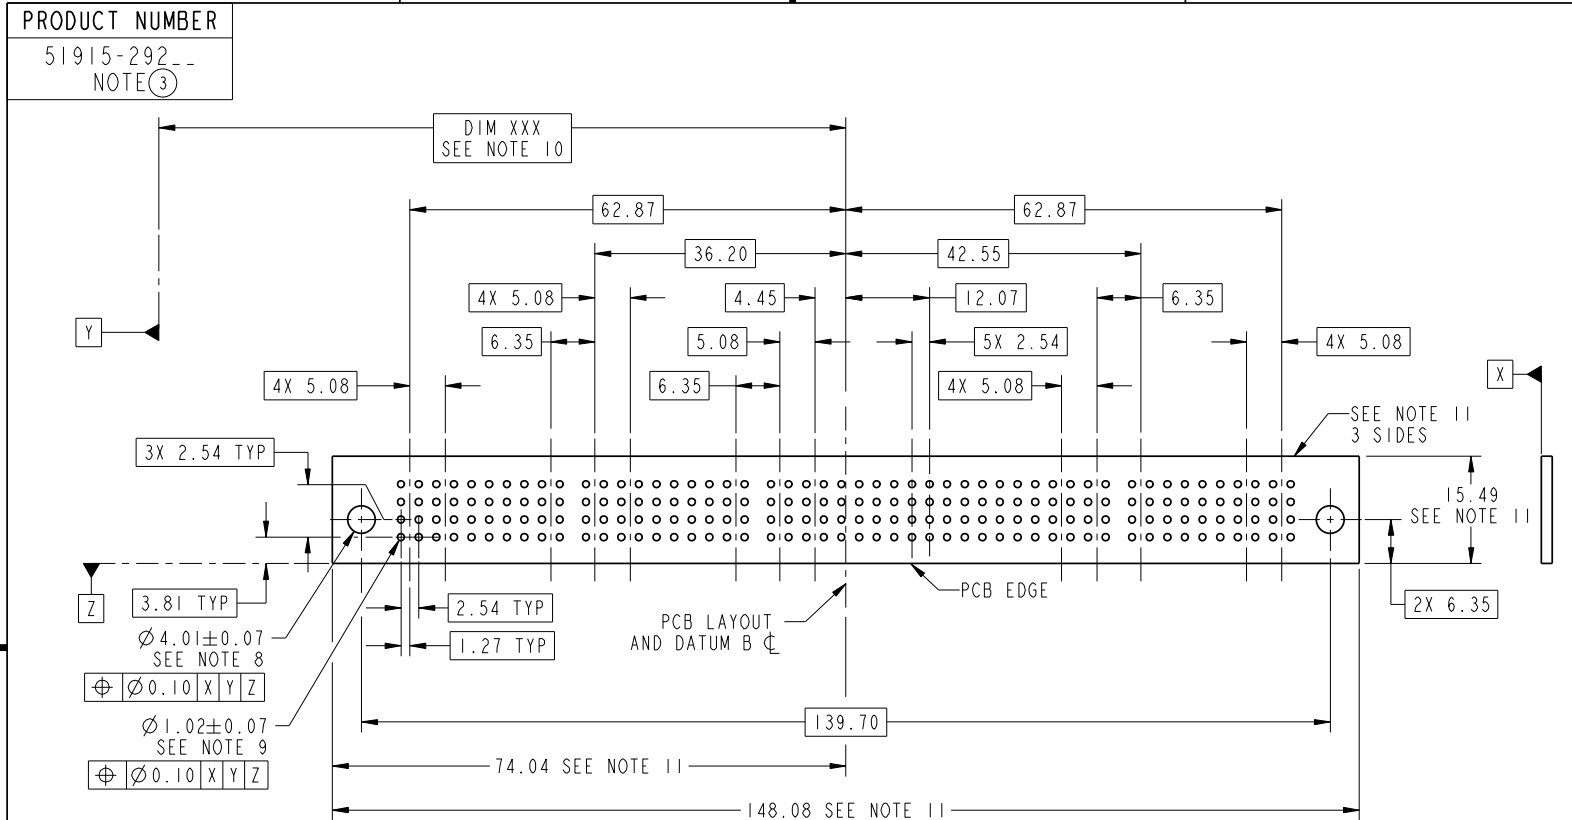 PRODUCT NUMBER
51915-292__
NOTE 3
DIM XXX
SEE NOTE 10
62.87
62.87
36.20
42.55
4X 5.08
4.45
12.07
6.35
Y
6.35
5.08
5X 2.54
4X 5.08
4X 5.08
6.35
4X 5.08
X
SEE NOTE 11
3 SIDES
3X 2.54 TYP
15.49
SEE NOTE 11
Z
3.81 TYP
2.54 TYP
PCB EDGE
2X 6.35
PCB LAYOUT
AND DATUM B ℄
Ø4.01±0.07
SEE NOTE 8
1.27 TYP
⌖ Ø0.10 X Y Z
Ø1.02±0.07
SEE NOTE 9
⌖ Ø0.10 X Y Z
139.70
74.04 SEE NOTE 11
148.08 SEE NOTE 11